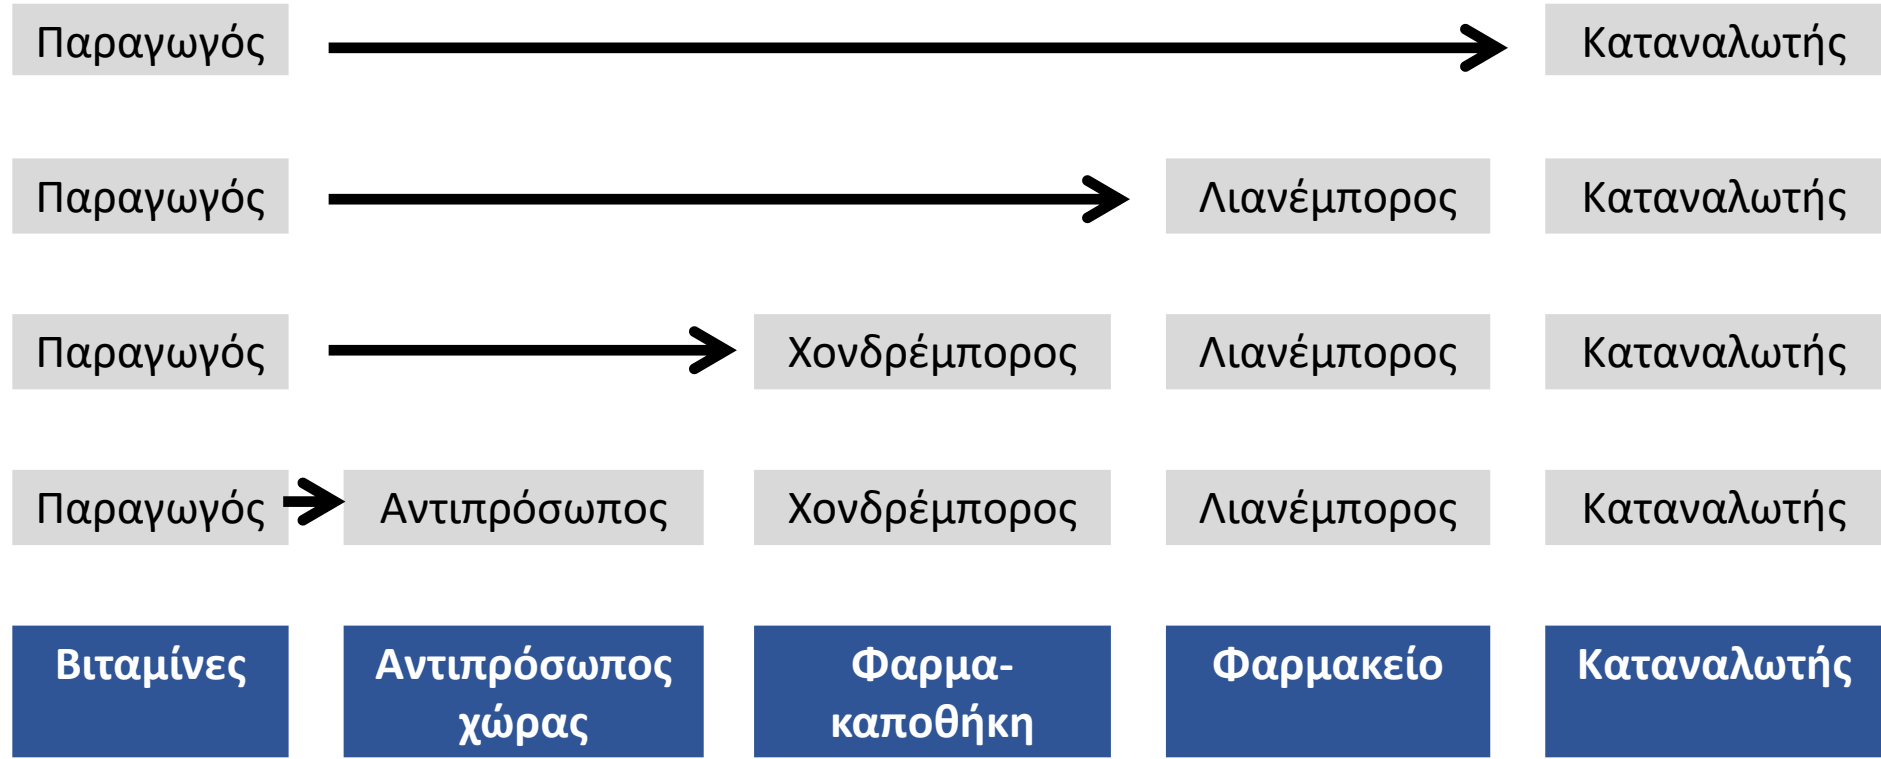 Παραγωγός Καταναλωτής
Παραγωγός Λιανέμπορος Καταναλωτής
Παραγωγός Χονδρέμπορος Λιανέμπορος Καταναλωτής
Παραγωγός Αντιπρόσωπος Χονδρέμπορος Λιανέμπορος Καταναλωτής
Βιταμίνες
Αντιπρόσωπος
χώρας
Φαρμα-
καποθήκη
Φαρμακείο
Καταναλωτής